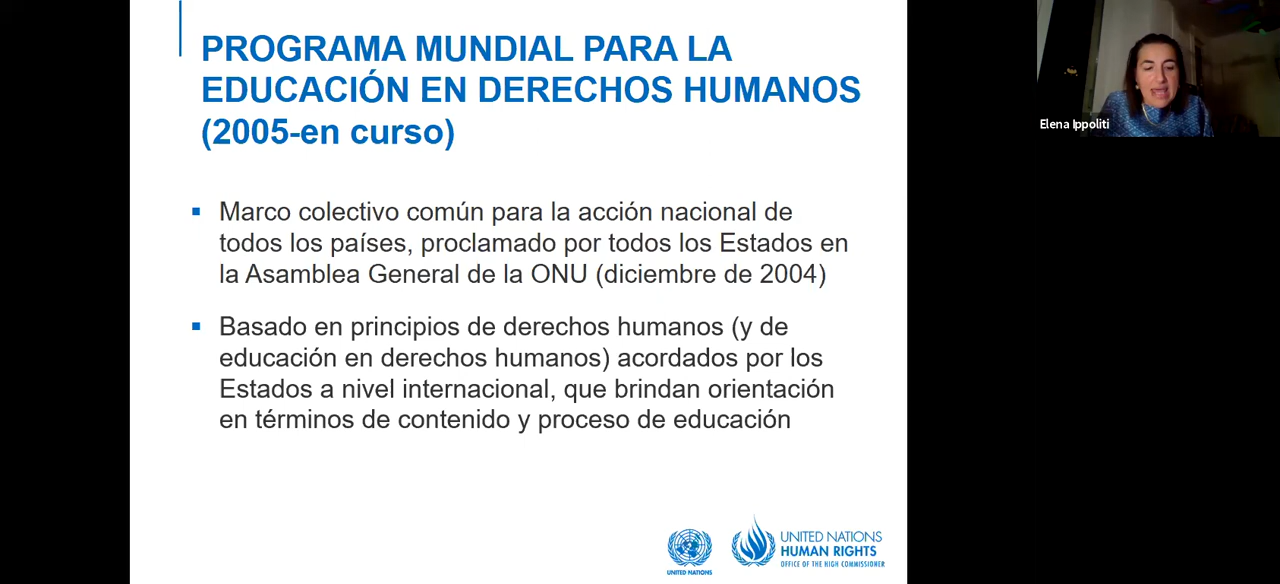 PROGRAMA MUNDIAL PARA LA
EDUCACIÓN EN DERECHOS HUMANOS
(2005-en curso)
Marco colectivo común para la acción nacional de
todos los países, proclamado por todos los Estados en
la Asamblea General de la ONU (diciembre de 2004)
Basado en principios de derechos humanos (y de
educación en derechos humanos) acordados por los
Estados a nivel internacional, que brindan orientación
en términos de contenido y proceso de educación
UNITED NATIONS
UNITED NATIONS
HUMAN RIGHTS
OFFICE OF THE HIGH COMMISSIONER
Elena Ippoliti